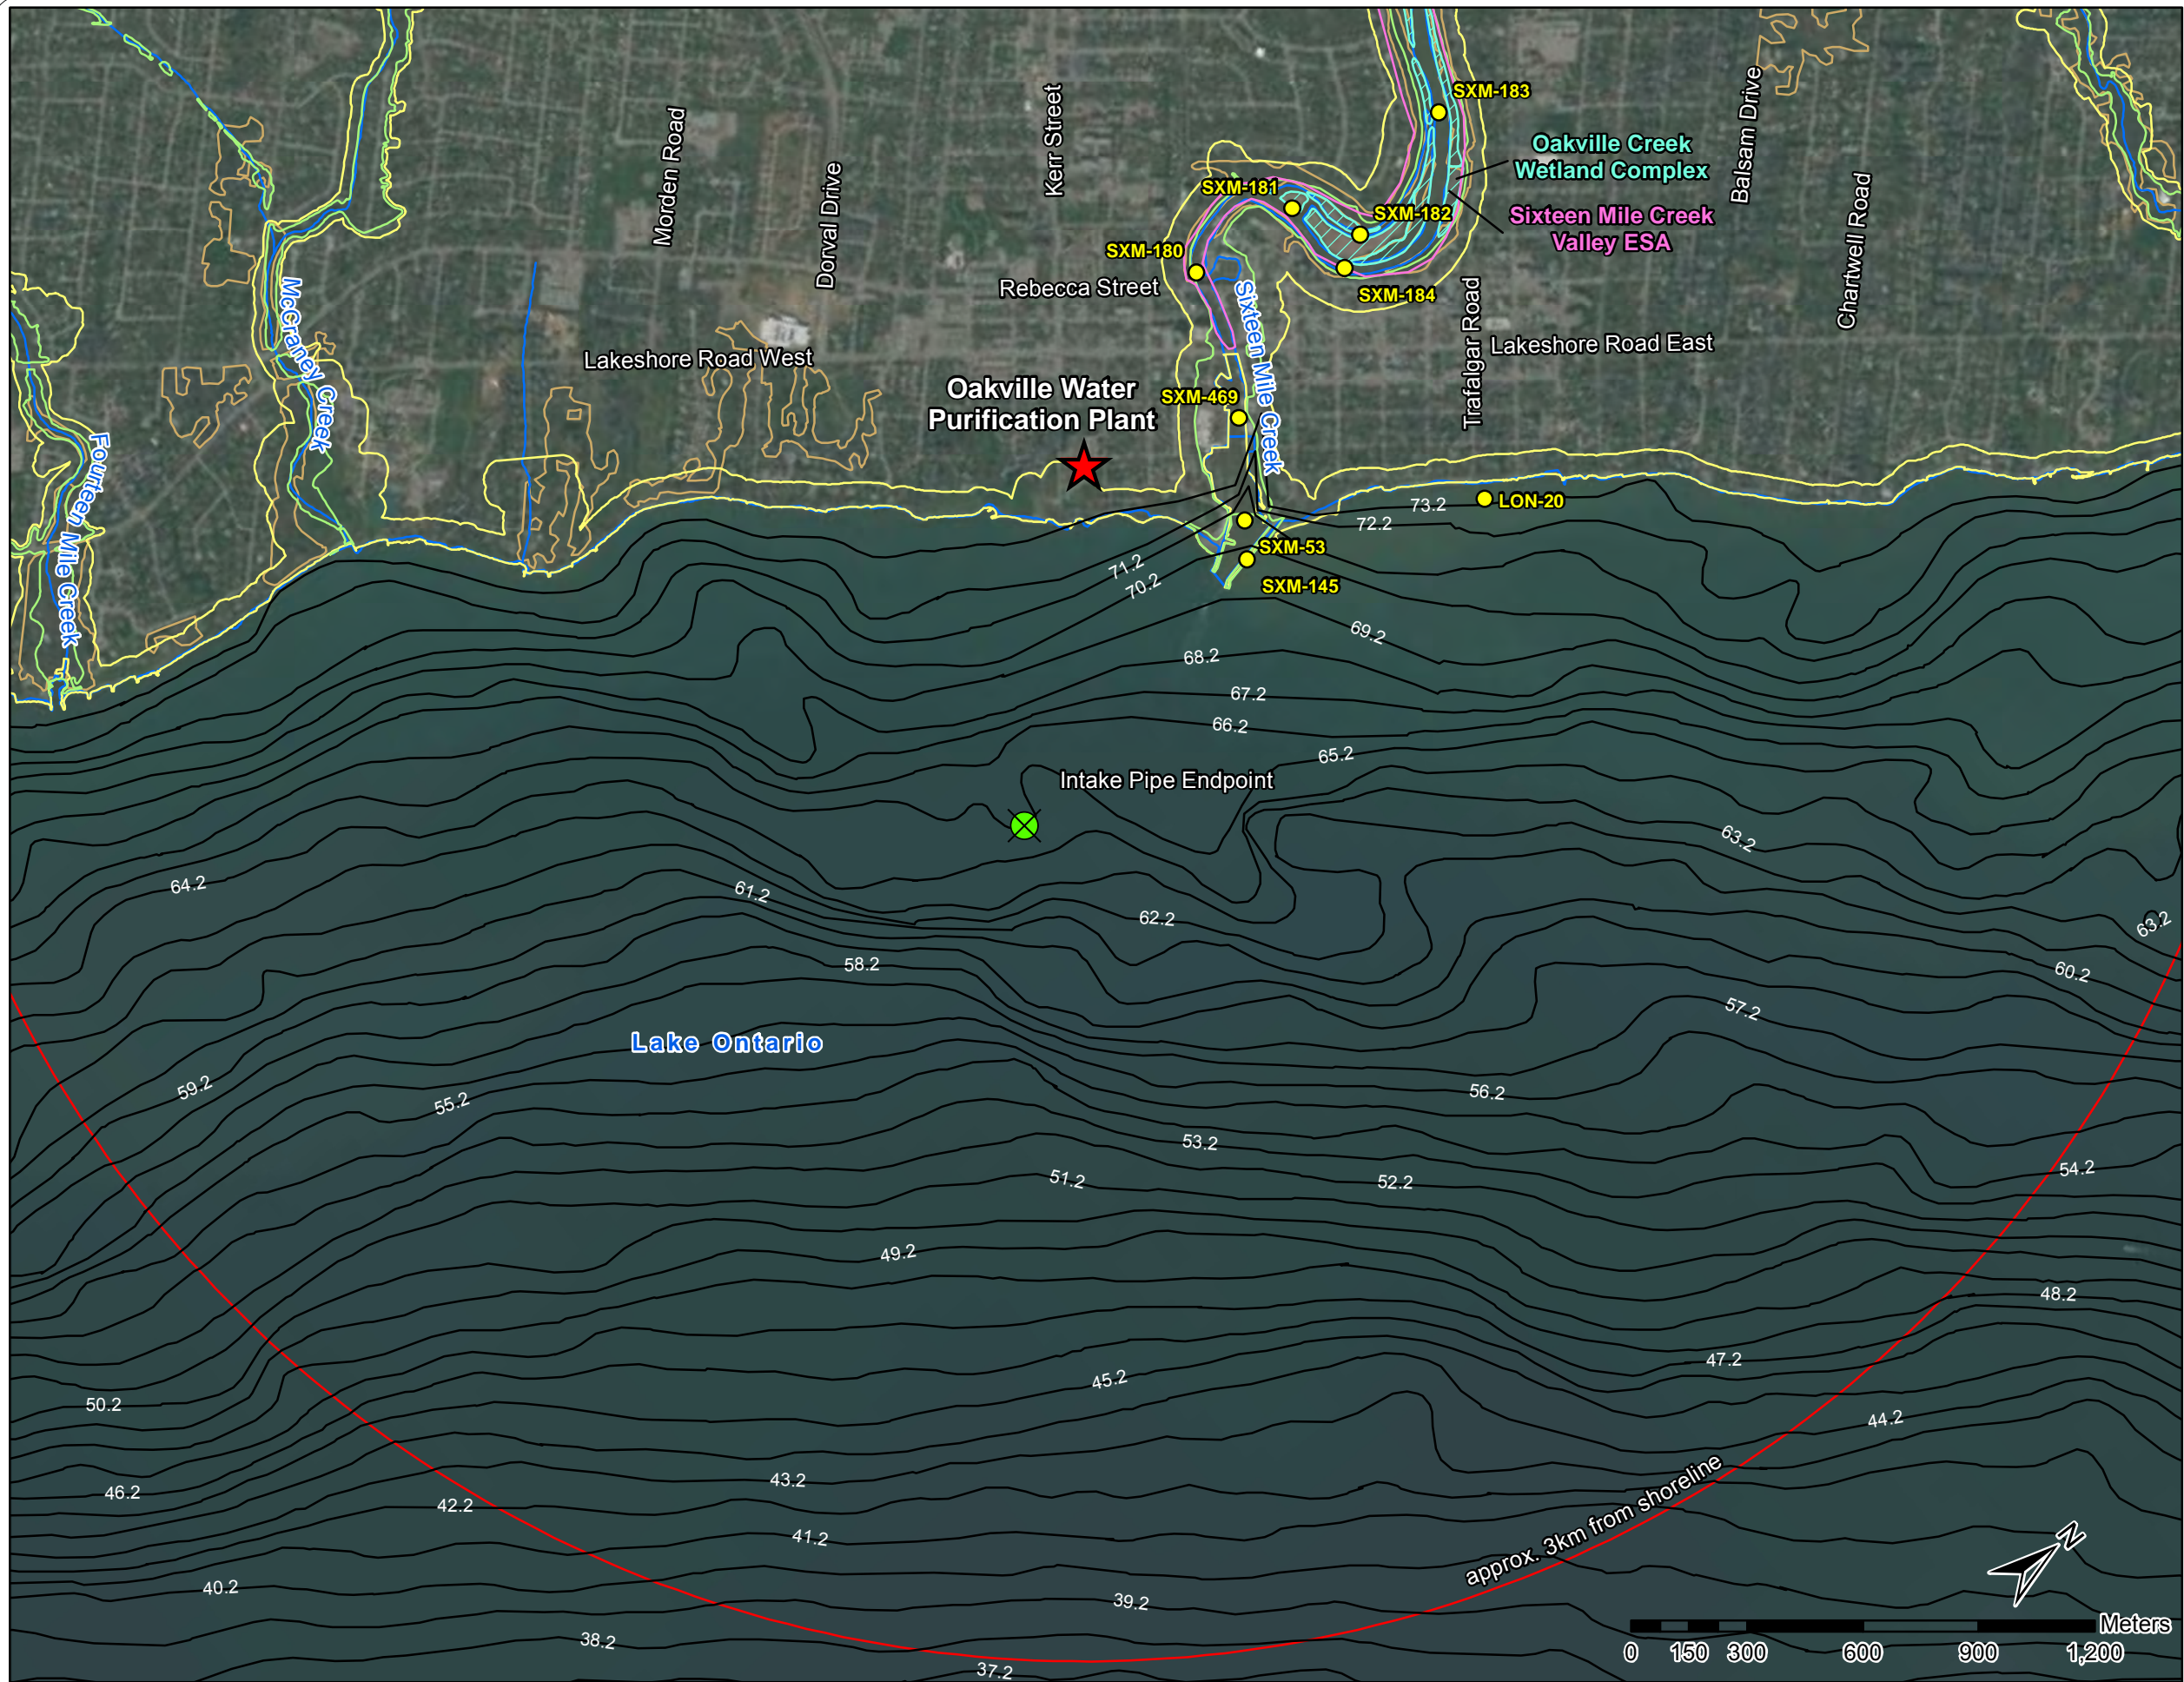 SXM-183
Oakville Creek
Wetland Complex
Sixteen Mile Creek
Valley ESA
SXM-181
SXM-182
SXM-180
SXM-184
Morden Road
Dorval Drive
Kerr Street
Rebecca Street
Balsam Drive
Chartwell Road
Trafalgar Road
Lakeshore Road West
Lakeshore Road East
McCraney Creek
Fourteen Mile Creek
Sixteen Mile Creek
Oakville Water
Purification Plant
SXM-469
LON-20
SXM-53
SXM-145
73.2
72.2
71.2
70.2
69.2
68.2
67.2
66.2
65.2
Intake Pipe Endpoint
63.2
64.2
61.2
62.2
63.2
58.2
60.2
57.2
Lake Ontario
59.2
55.2
56.2
53.2
51.2
52.2
54.2
49.2
48.2
47.2
45.2
50.2
44.2
43.2
46.2
42.2
41.2
approx. 3km from shoreline
40.2
39.2
38.2
37.2
N
Meters
0 150 300 600 900 1,200